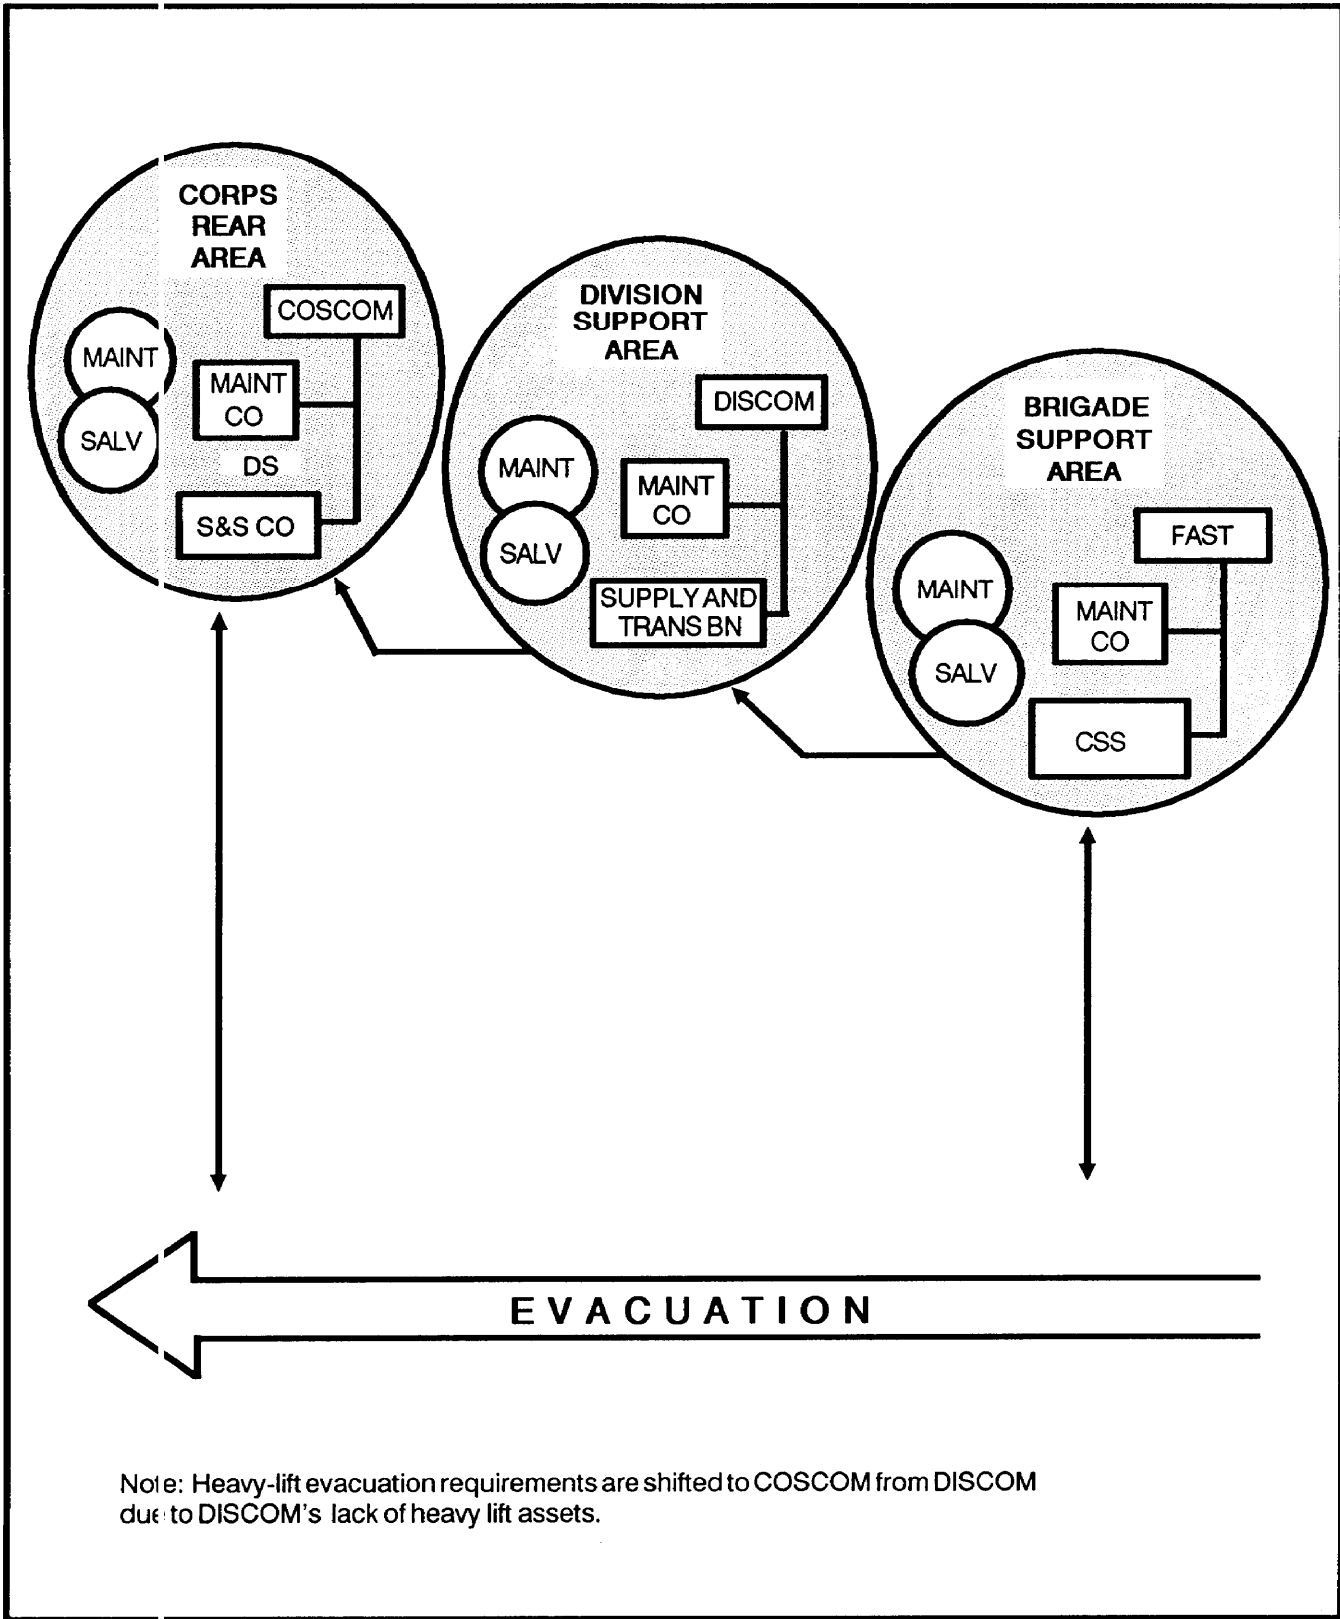 CORPS
REAR
AREA
COSCOM
MAINT
MAINT
CO
SALV
DS
S&S CO
DIVISION
SUPPORT
AREA
DISCOM
MAINT
MAINT
CO
SALV
SUPPLY AND
TRANS BN
BRIGADE
SUPPORT
AREA
FAST
MAINT
MAINT
CO
SALV
CSS
EVACUATION
Note: Heavy-lift evacuation requirements are shifted to COSCOM from DISCOM
due to DISCOM's lack of heavy lift assets.